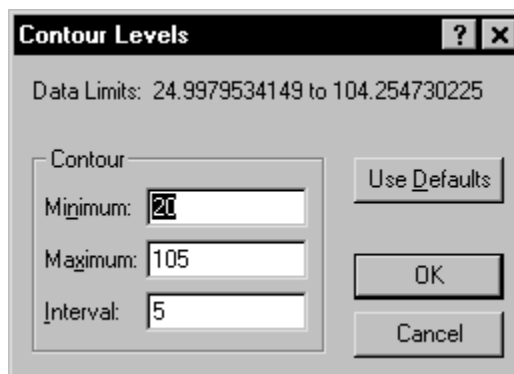 Contour Levels
Data Limits: 24.9979534149 to 104.254730225
Contour
Minimum: 20
Maximum: 105
Interval: 5
Use Defaults
OK
Cancel